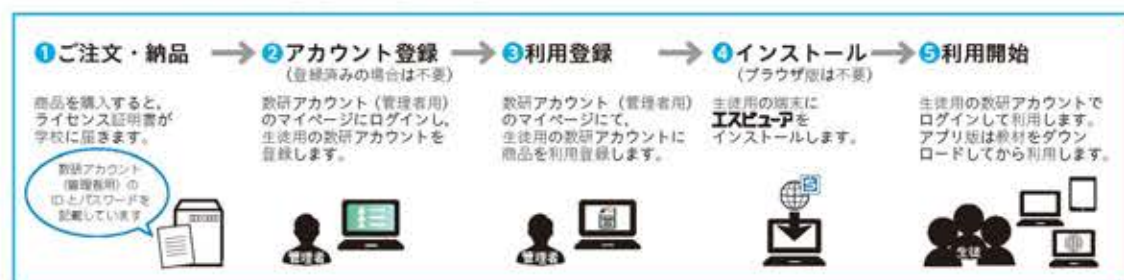 ❶ご注文・納品
商品を購入すると、
ライセンス証明書が
学校に届きます。
数研アカウント
(管理者用)の
IDとパスワードを
記載しています
❷アカウント登録
(登録済みの場合は不要)
数研アカウント(管理者用)
のマイページにログインし、
生徒用の数研アカウントを
登録します。
管理者
❸利用登録
数研アカウント(管理者用)
のマイページにて、
生徒用の数研アカウントに
商品を利用登録します。
管理者
❹インストール
(ブラウザ版は不要)
生徒用の端末に
エスビューアを
インストールします。
S
❺利用開始
生徒用の数研アカウントで
ログインして利用します。
アプリ版は教材をダウン
ロードしてから利用します。
生徒